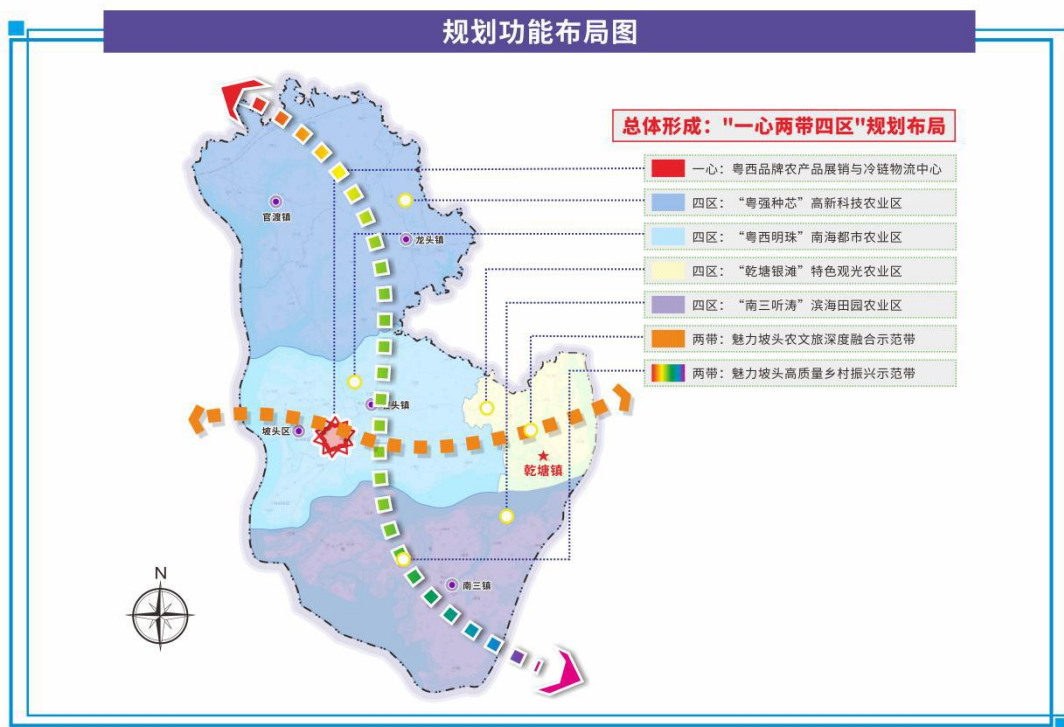 规划功能布局图
总体形成："一心两带四区"规划布局
一心：粤西品牌农产品展销与冷链物流中心
四区：“粤强种芯”高新科技农业区
四区：“粤西明珠”南海都市农业区
四区：“乾塘银滩”特色观光农业区
四区：“南三听涛”滨海田园农业区
两带：魅力坡头农文旅深度融合示范带
两带：魅力坡头高质量乡村振兴示范带
官渡镇
龙头镇
头镇
坡头区
乾塘镇
南三镇
N